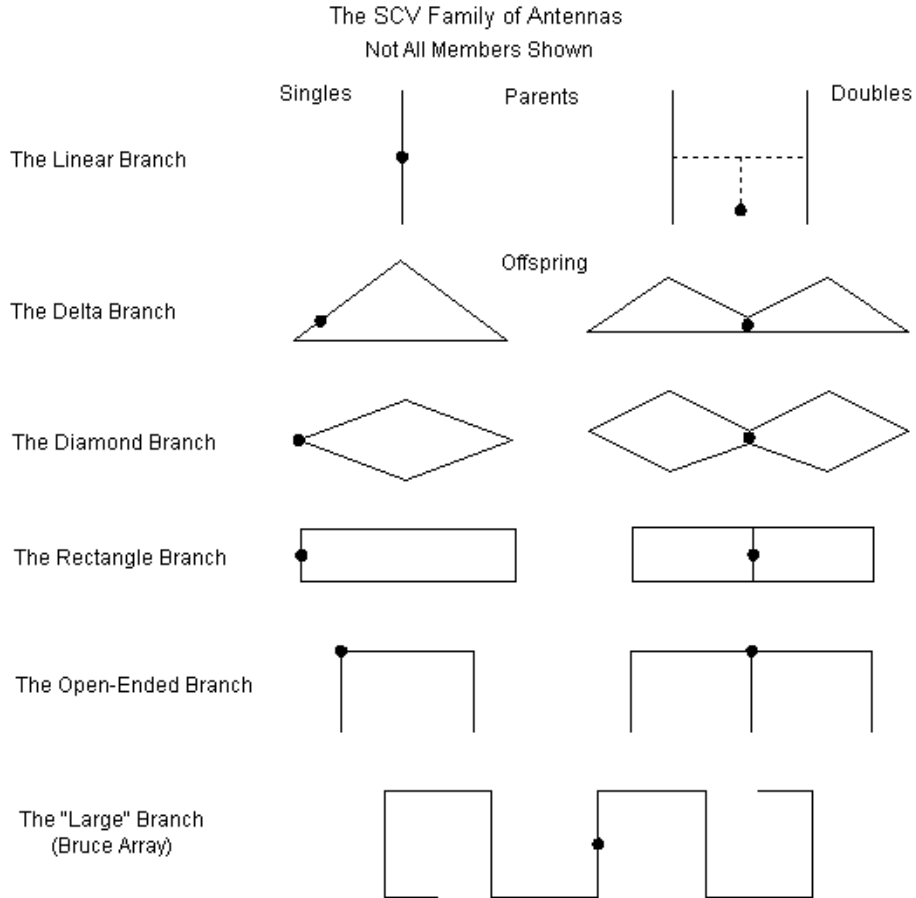 The SCV Family of Antennas
Not All Members Shown
Singles
Parents
Doubles
The Linear Branch
Offspring
The Delta Branch
The Diamond Branch
The Rectangle Branch
The Open-Ended Branch
The "Large" Branch
(Bruce Array)